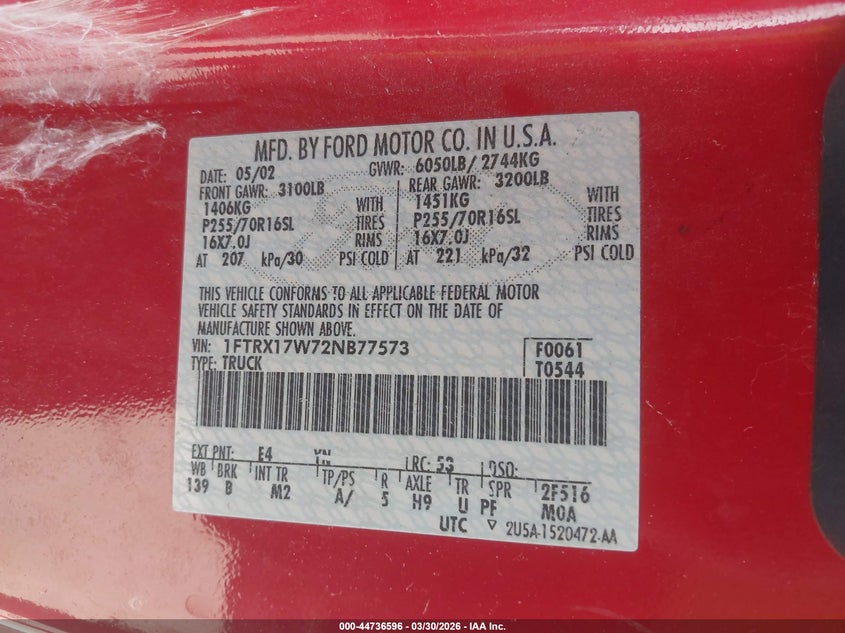 MFD. BY FORD MOTOR CO. IN U.S.A.
DATE: 05/02 GVWR: 6050LB/ 2744KG
FRONT GAWR: 3100LB REAR GAWR: 3200LB
1406KG WITH 1451KG WITH
P255/70R16SL TIRES P255/70R16SL TIRES
16X7.0J RIMS 16X7.0J RIMS
AT 207 kPa/30 PSI COLD AT 221 kPa/32 PSI COLD
THIS VEHICLE CONFORMS TO ALL APPLICABLE FEDERAL MOTOR
VEHICLE SAFETY STANDARDS IN EFFECT ON THE DATE OF
MANUFACTURE SHOWN ABOVE.
VIN: 1FTRX17W72NB77573 F0061
TYPE: TRUCK T0544
EXT PNT: E4 YN RC: 53 DSO:
WB BRK INT TR TP/PS R AXLE TR SPR 2F516
139 B M2 A/ 5 H9 U PF M0A
UTC 2U5A-1520472-AA
000-44736596 - 03/30/2026 - IAA Inc.